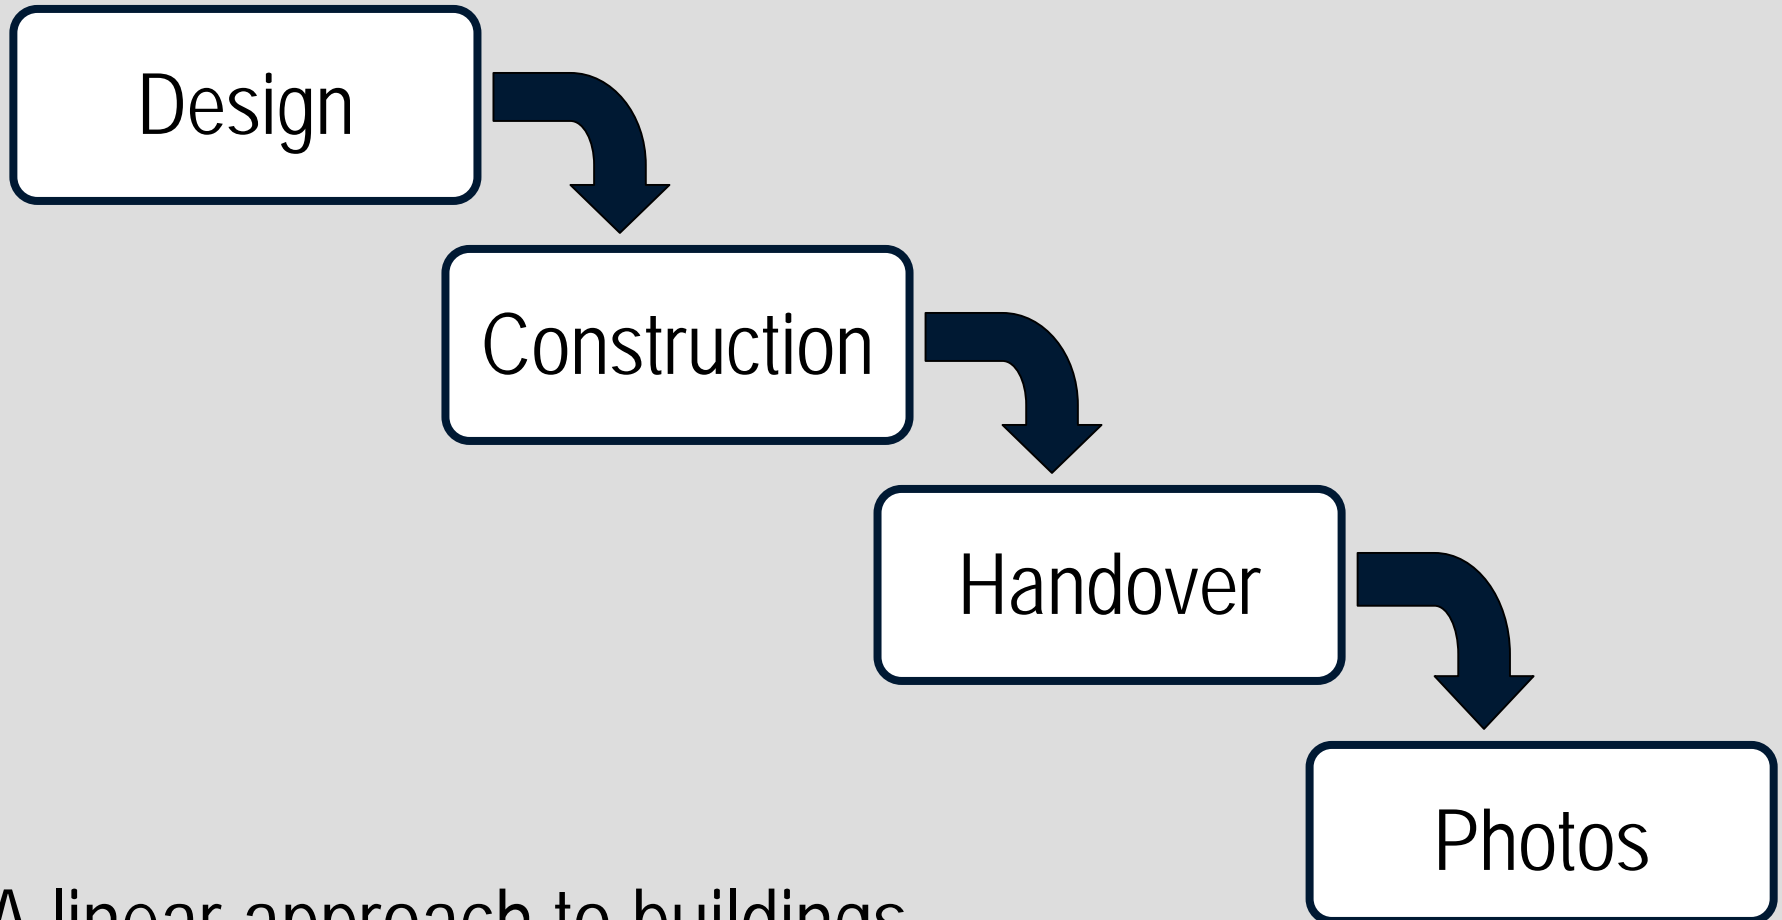 Design
Construction
Handover
Photos
A linear approach to buildings